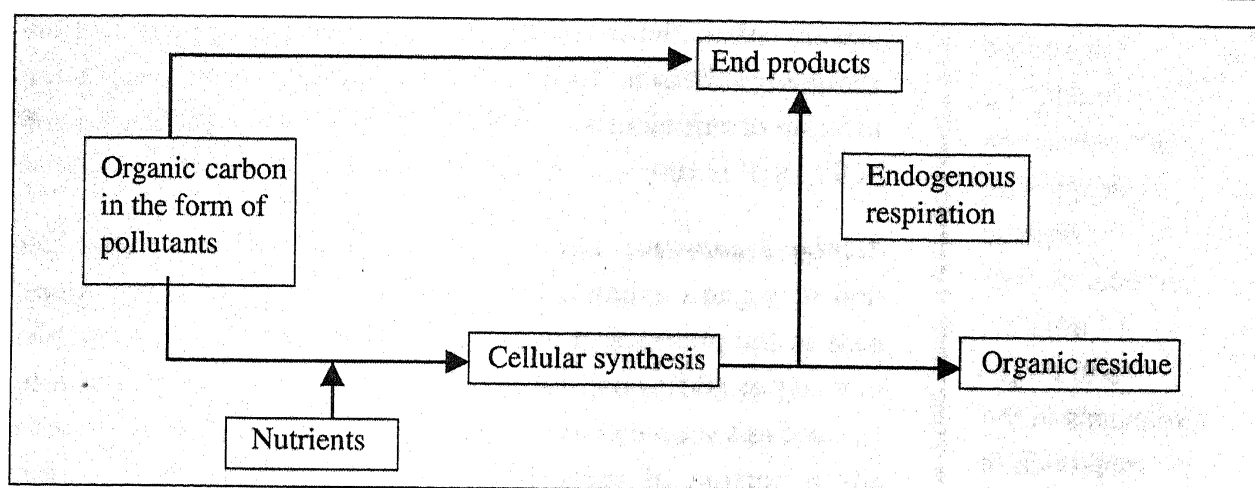 End products
Organic carbon
in the form of
pollutants
Endogenous
respiration
Cellular synthesis
Organic residue
Nutrients